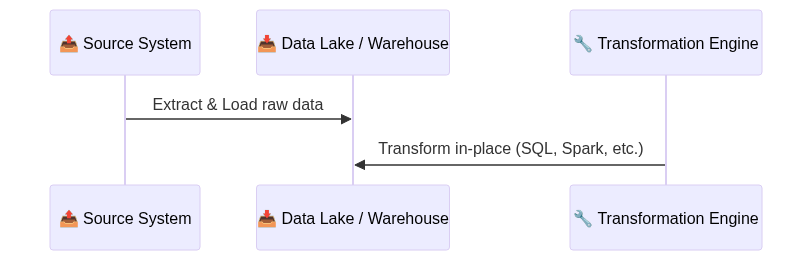 📤 Source System
📥 Data Lake / Warehouse
🔧 Transformation Engine
Extract & Load raw data
Transform in-place (SQL, Spark, etc.)
📤 Source System
📥 Data Lake / Warehouse
🔧 Transformation Engine